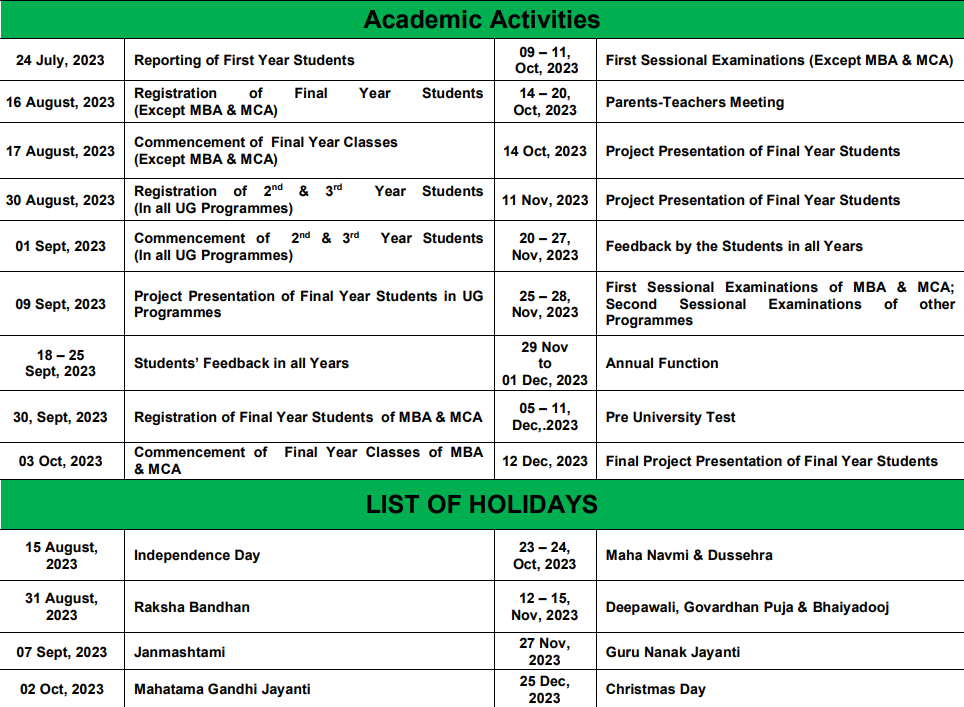 Academic Activities
24 July, 2023
Reporting of First Year Students
09 – 11,
Oct, 2023
First Sessional Examinations (Except MBA & MCA)
16 August, 2023
Registration of Final Year Students
(Except MBA & MCA)
14 – 20,
Oct, 2023
Parents-Teachers Meeting
17 August, 2023
Commencement of Final Year Classes
(Except MBA & MCA)
14 Oct, 2023
Project Presentation of Final Year Students
30 August, 2023
Registration of 2nd & 3rd Year Students
(In all UG Programmes)
11 Nov, 2023
Project Presentation of Final Year Students
01 Sept, 2023
Commencement of 2nd & 3rd Year Students
(In all UG Programmes)
20 – 27,
Nov, 2023
Feedback by the Students in all Years
09 Sept, 2023
Project Presentation of Final Year Students in UG
Programmes
25 – 28,
Nov, 2023
First Sessional Examinations of MBA & MCA;
Second Sessional Examinations of other
Programmes
18 – 25
Sept, 2023
Students' Feedback in all Years
29 Nov
to
01 Dec, 2023
Annual Function
30, Sept, 2023
Registration of Final Year Students of MBA & MCA
05 – 11,
Dec,.2023
Pre University Test
03 Oct, 2023
Commencement of Final Year Classes of MBA
& MCA
12 Dec, 2023
Final Project Presentation of Final Year Students
LIST OF HOLIDAYS
15 August,
2023
Independence Day
23 – 24,
Oct, 2023
Maha Navmi & Dussehra
31 August,
2023
Raksha Bandhan
12 – 15,
Nov, 2023
Deepawali, Govardhan Puja & Bhaiyadooj
07 Sept, 2023
Janmashtami
27 Nov,
2023
Guru Nanak Jayanti
02 Oct, 2023
Mahatama Gandhi Jayanti
25 Dec,
2023
Christmas Day